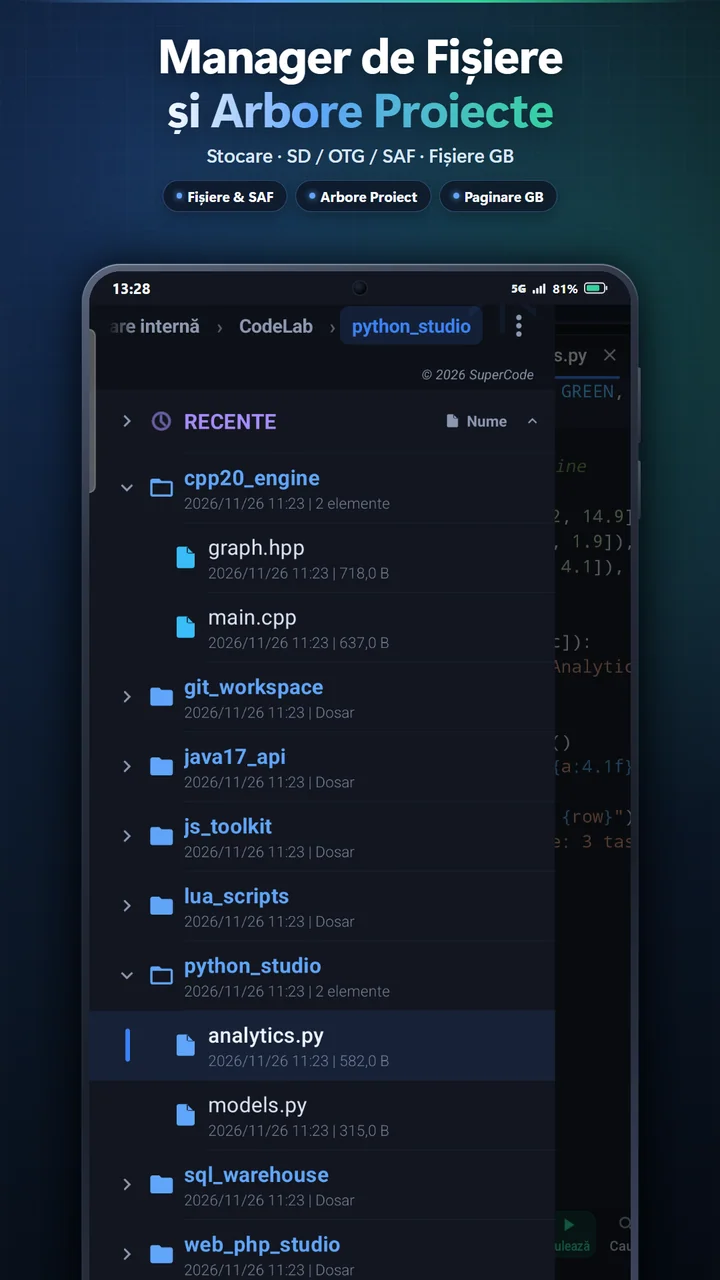 Manager de Fișiere
și Arbore Proiecte
Stocare · SD / OTG / SAF · Fișiere GB
Fișiere & SAF
Arbore Proiect
Paginare GB
13:28
5G 81%
are internă › CodeLab › python_studio
© 2026 SuperCode
s.py
GREEN,
RECENTE
Nume
cpp20_engine
2026/11/26 11:23 | 2 elemente
ine
graph.hpp
2026/11/26 11:23 | 718,0 B
2, 14.9]
, 1.9]),
4.1]),
main.cpp
2026/11/26 11:23 | 637,0 B
c]):
Analytic
git_workspace
2026/11/26 11:23 | Dosar
()
java17_api
2026/11/26 11:23 | Dosar
{a:4.1f}
js_toolkit
2026/11/26 11:23 | Dosar
{row}")
e: 3 tas
lua_scripts
2026/11/26 11:23 | Dosar
python_studio
2026/11/26 11:23 | 2 elemente
analytics.py
2026/11/26 11:23 | 582,0 B
models.py
2026/11/26 11:23 | 315,0 B
sql_warehouse
2026/11/26 11:23 | Dosar
web_php_studio
2026/11/26 11:23 | Dosar
ulează
Cau